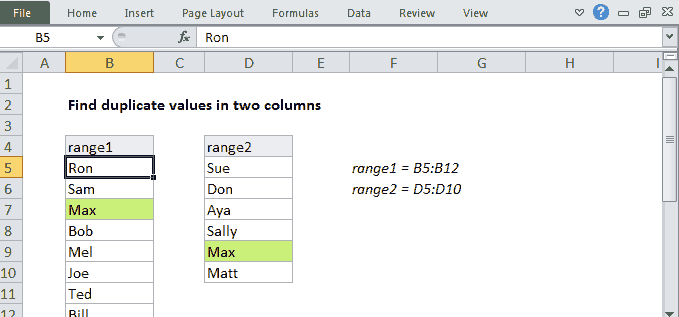 File Home Insert Page Layout Formulas Data Review View ?
B5 fx Ron
A B C D E F G H I
1
2 Find duplicate values in two columns
3
4 range1 range2
5 Ron Sue range1 = B5:B12
6 Sam Don range2 = D5:D10
7 Max Aya
8 Bob Sally
9 Mel Max
10 Joe Matt
11 Ted
12 Bill